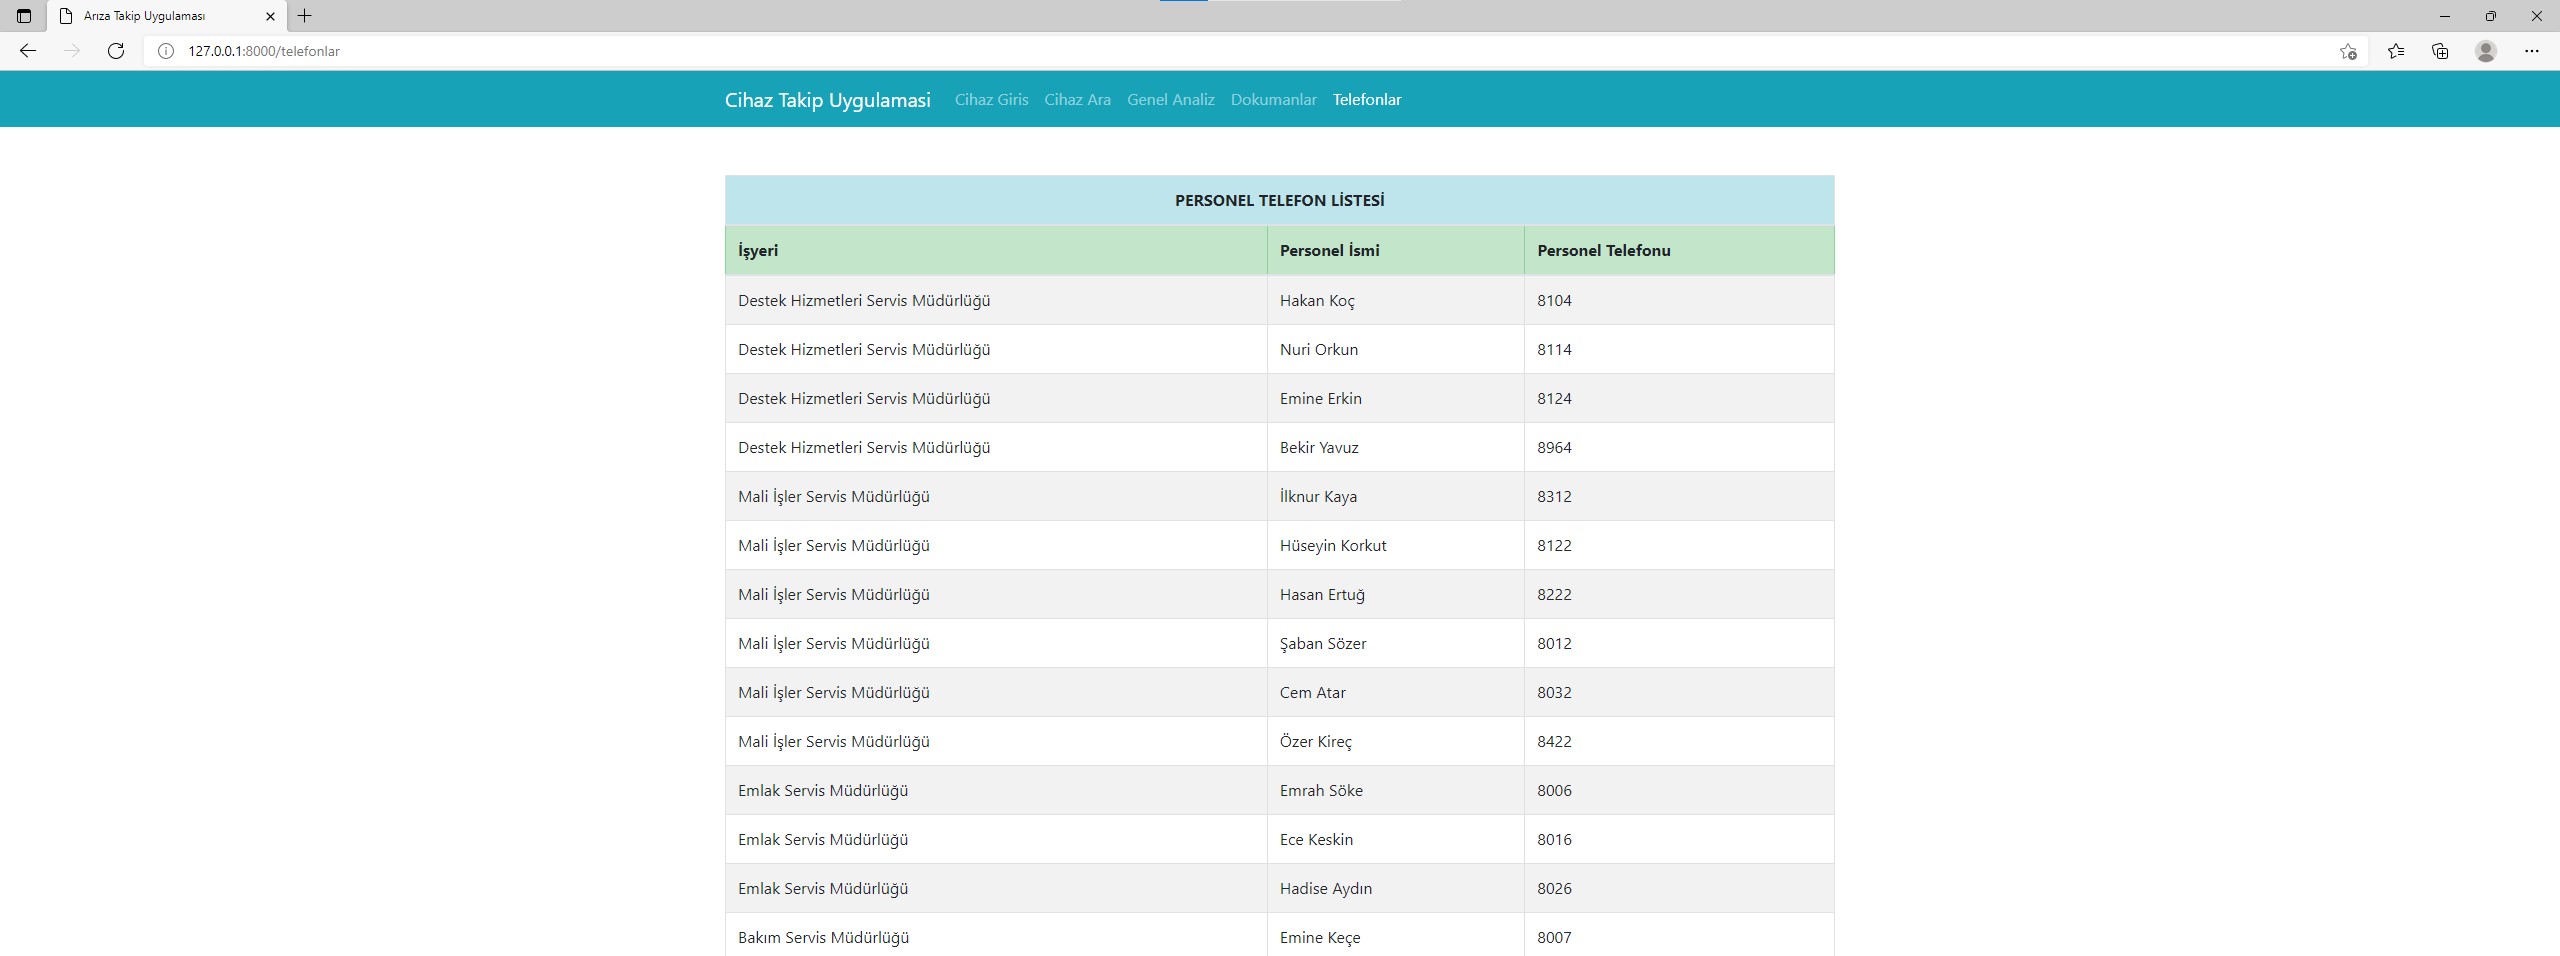 Arıza Takip Uygulaması
127.0.0.1:8000/telefonlar
Cihaz Takip Uygulamasi Cihaz Giris Cihaz Ara Genel Analiz Dokumanlar Telefonlar
PERSONEL TELEFON LİSTESİ
İşyeri Personel İsmi Personel Telefonu
Destek Hizmetleri Servis Müdürlüğü Hakan Koç 8104
Destek Hizmetleri Servis Müdürlüğü Nuri Orkun 8114
Destek Hizmetleri Servis Müdürlüğü Emine Erkin 8124
Destek Hizmetleri Servis Müdürlüğü Bekir Yavuz 8964
Mali İşler Servis Müdürlüğü İlknur Kaya 8312
Mali İşler Servis Müdürlüğü Hüseyin Korkut 8122
Mali İşler Servis Müdürlüğü Hasan Ertuğ 8222
Mali İşler Servis Müdürlüğü Şaban Sözer 8012
Mali İşler Servis Müdürlüğü Cem Atar 8032
Mali İşler Servis Müdürlüğü Özer Kireç 8422
Emlak Servis Müdürlüğü Emrah Söke 8006
Emlak Servis Müdürlüğü Ece Keskin 8016
Emlak Servis Müdürlüğü Hadise Aydın 8026
Bakım Servis Müdürlüğü Emine Keçe 8007